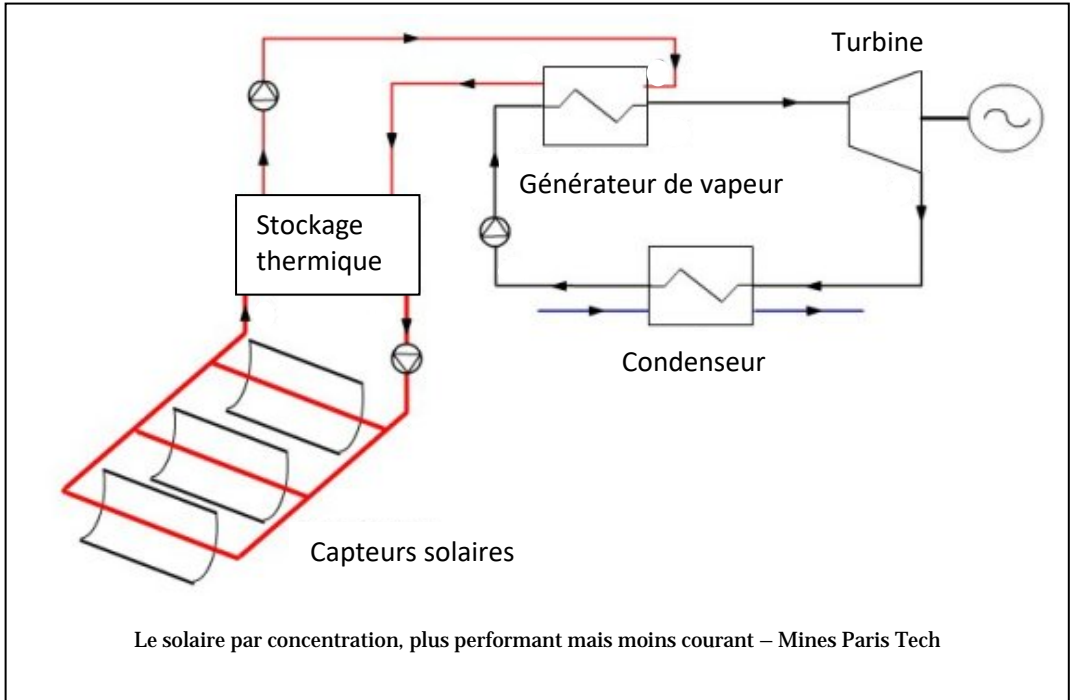 Turbine
Générateur de vapeur
Stockage
thermique
Condenseur
Capteurs solaires
Le solaire par concentration, plus performant mais moins courant – Mines Paris Tech